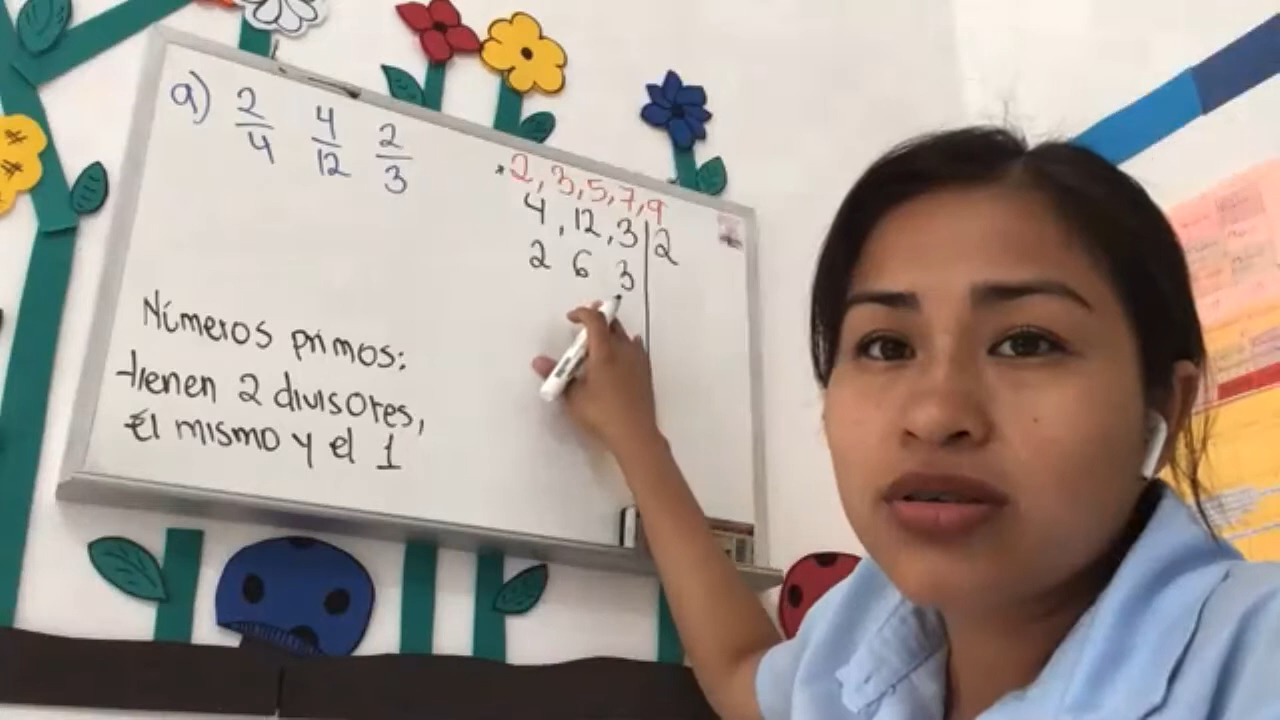 a) 2/4 4/12 2/3
* 2, 3, 5, 7, 9
4, 12, 3 | 2
2 6 3
Números primos:
tienen 2 divisores,
él mismo y el 1